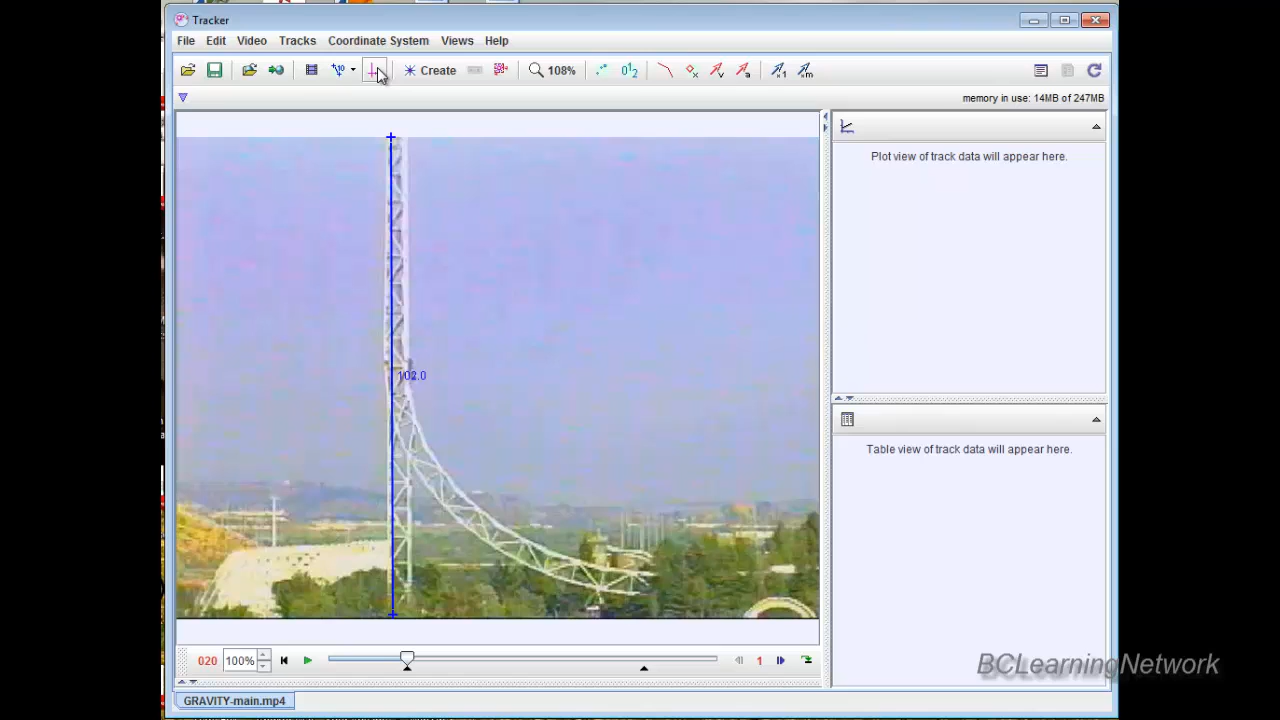 Tracker
File Edit Video Tracks Coordinate System Views Help
Create 108%
memory in use: 14MB of 247MB
Plot view of track data will appear here.
102.0
Table view of track data will appear here.
020 100% 1
BCLearningNetwork
GRAVITY-main.mp4